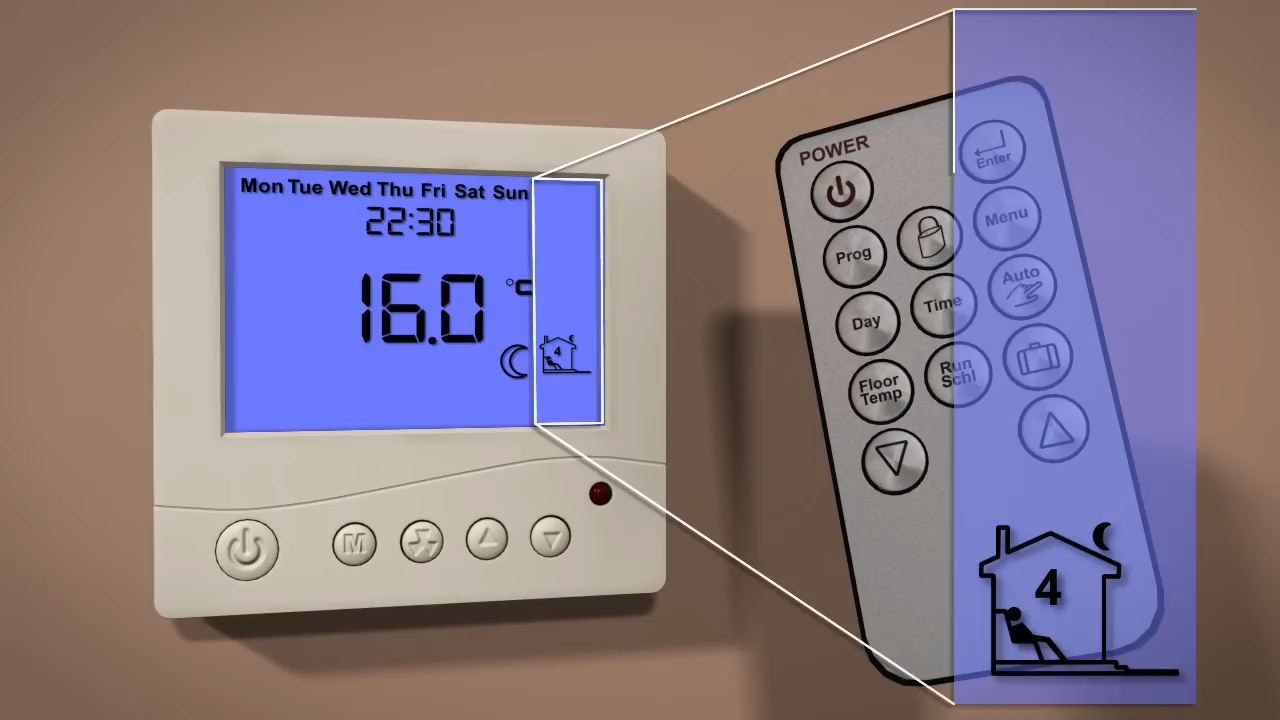 Mon Tue Wed Thu Fri Sat Sun
22:30
16.0 °C
4
M
POWER
Enter
Menu
Prog
Auto
Time
Day
Run
Schl
Floor
Temp
4